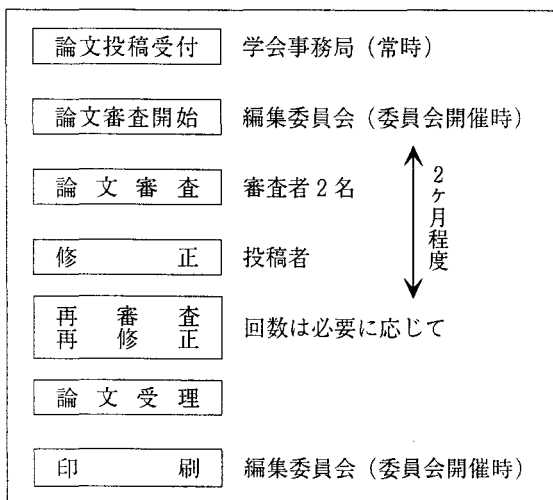 論文投稿受付 学会事務局（常時）
論文審査開始 編集委員会（委員会開催時）
論文審査 審査者2名
2ヶ月程度
修正 投稿者
再審査
再修正
回数は必要に応じて
論文受理
印刷 編集委員会（委員会開催時）